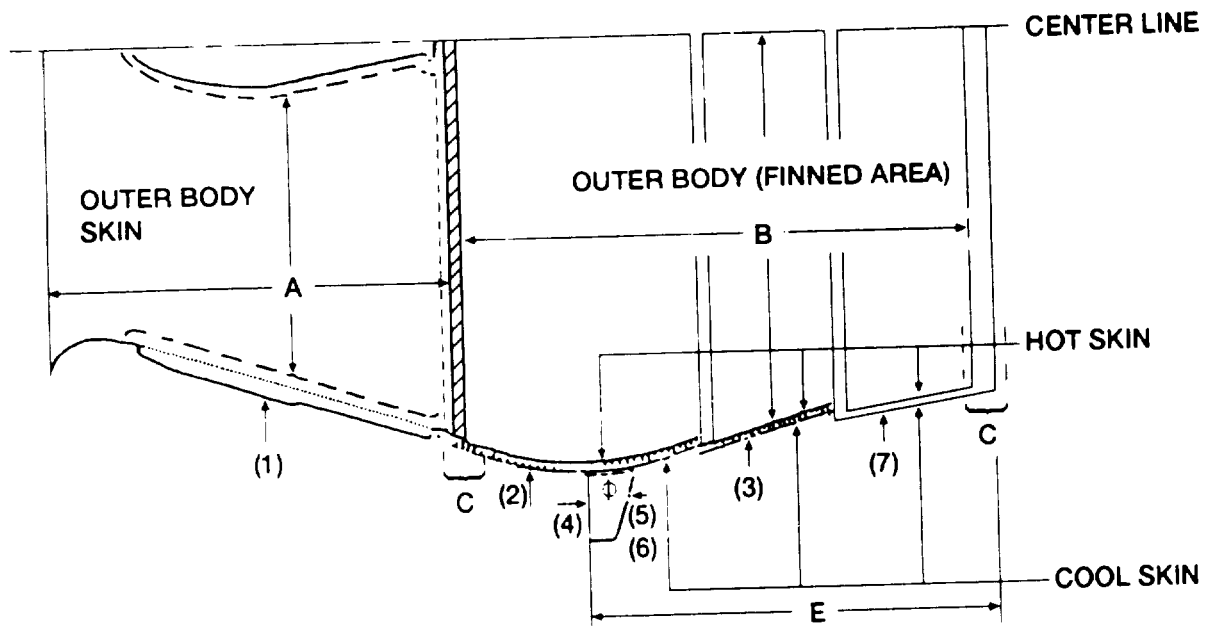 CENTER LINE
OUTER BODY (FINNED AREA)
OUTER BODY
SKIN
B
A
HOT SKIN
(1)
C
(2)
(4)
(5)
(6)
(3)
(7)
C
COOL SKIN
E